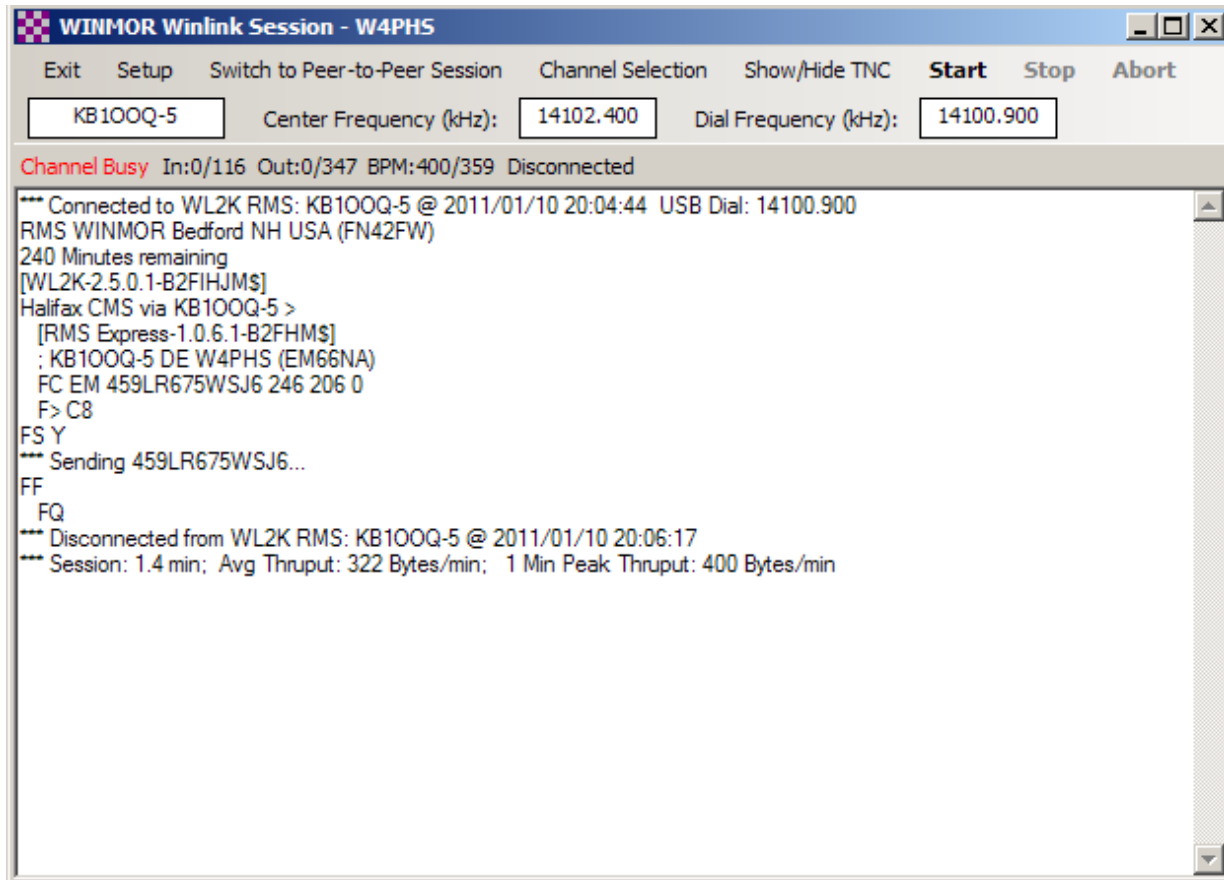 WINMOR Winlink Session - W4PHS
Exit Setup Switch to Peer-to-Peer Session Channel Selection Show/Hide TNC Start Stop Abort
KB1OOQ-5 Center Frequency (kHz): 14102.400 Dial Frequency (kHz): 14100.900
Channel Busy In:0/116 Out:0/347 BPM:400/359 Disconnected
*** Connected to WL2K RMS: KB1OOQ-5 @ 2011/01/10 20:04:44 USB Dial: 14100.900
RMS WINMOR Bedford NH USA (FN42FW)
240 Minutes remaining
[WL2K-2.5.0.1-B2FIHJM$]
Halifax CMS via KB1OOQ-5 >
[RMS Express-1.0.6.1-B2FHM$]
; KB1OOQ-5 DE W4PHS (EM66NA)
FC EM 459LR675WSJ6 246 206 0
F> C8
FS Y
*** Sending 459LR675WSJ6...
FF
FQ
*** Disconnected from WL2K RMS: KB1OOQ-5 @ 2011/01/10 20:06:17
*** Session: 1.4 min; Avg Thruput: 322 Bytes/min; 1 Min Peak Thruput: 400 Bytes/min